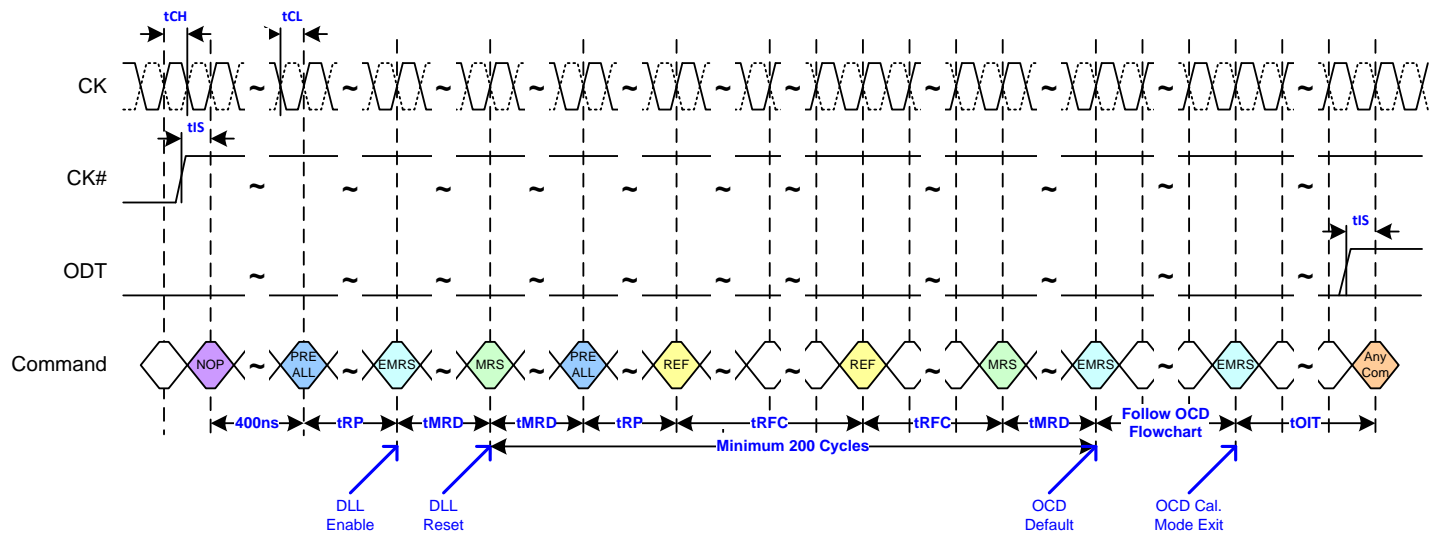 tCH
tCL
CK
~ ~ ~ ~ ~ ~ ~ ~ ~ ~ ~
tIS
CK#
~ ~ ~ ~ ~ ~ ~ ~ ~ ~ ~
tIS
ODT
~ ~ ~ ~ ~ ~ ~ ~ ~ ~ ~
Command
NOP
~
PRE
ALL
~
EMRS
~
MRS
~
PRE
ALL
~
REF
~
REF
~
MRS
~
EMRS
~
EMRS
~
Any
Com
400ns
tRP
tMRD
tMRD
tRP
tRFC
tRFC
tMRD
Follow OCD
Flowchart
tOIT
Minimum 200 Cycles
DLL
Enable
DLL
Reset
OCD
Default
OCD Cal.
Mode Exit